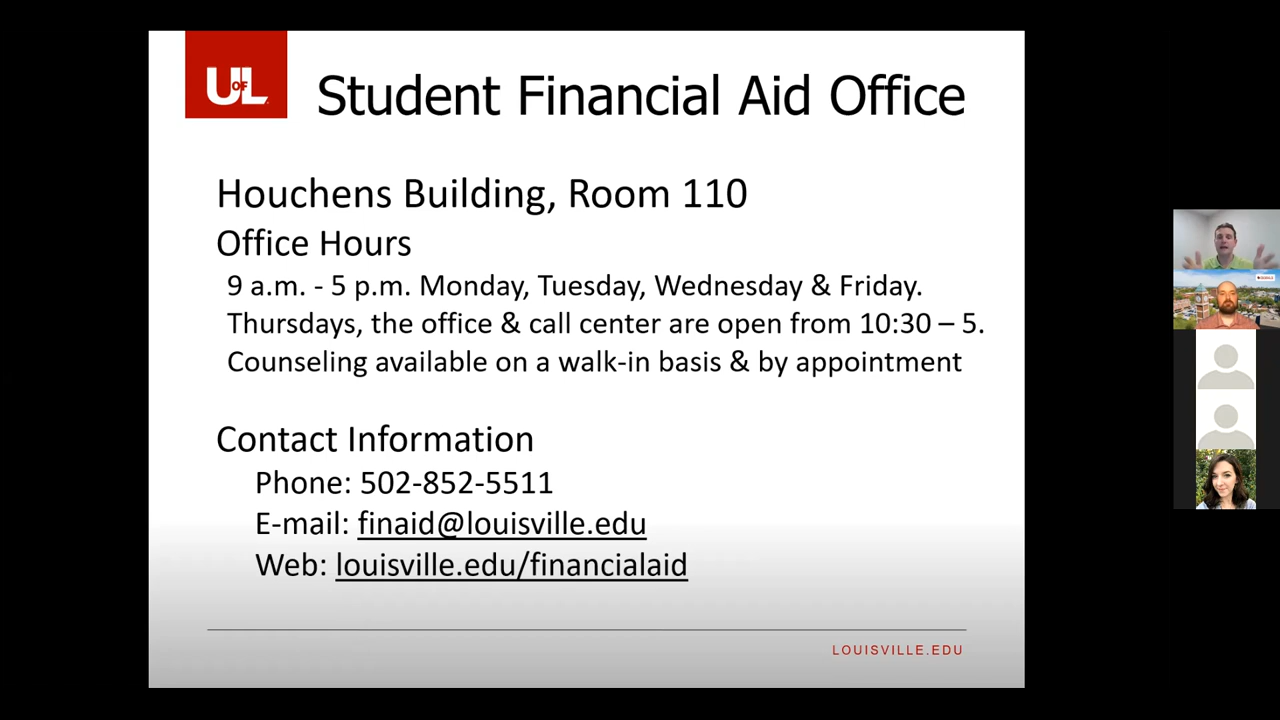 UL
OF
Student Financial Aid Office
Houchens Building, Room 110
Office Hours
9 a.m. - 5 p.m. Monday, Tuesday, Wednesday & Friday.
Thursdays, the office & call center are open from 10:30 – 5.
Counseling available on a walk-in basis & by appointment
Contact Information
Phone: 502-852-5511
E-mail: finaid@louisville.edu
Web: louisville.edu/financialaid
LOUISVILLE.EDU